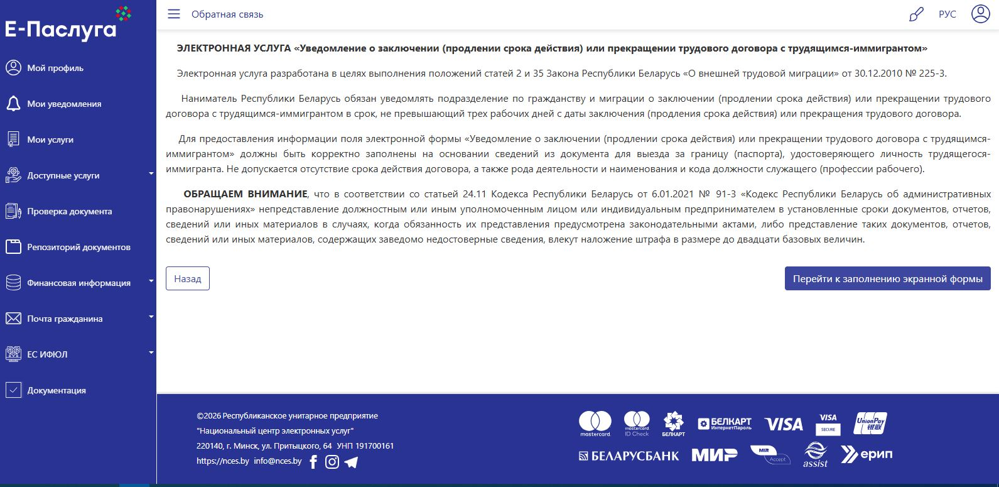 Е-Паслуга
Обратная связь
РУС
Мой профиль
Мои уведомления
Мои услуги
Доступные услуги
Проверка документа
Репозиторий документов
Финансовая информация
Почта гражданина
ЕС ИФЮЛ
Документация
ЭЛЕКТРОННАЯ УСЛУГА «Уведомление о заключении (продлении срока действия) или прекращении трудового договора с трудящимся-иммигрантом»
Электронная услуга разработана в целях выполнения положений статей 2 и 35 Закона Республики Беларусь «О внешней трудовой миграции» от 30.12.2010 № 225-3.
Наниматель Республики Беларусь обязан уведомлять подразделение по гражданству и миграции о заключении (продлении срока действия) или прекращении трудового
договора с трудящимся-иммигрантом в срок, не превышающий трех рабочих дней с даты заключения (продления срока действия) или прекращения трудового договора.
Для предоставления информации поля электронной формы «Уведомление о заключении (продлении срока действия) или прекращении трудового договора с трудящимся-
иммигрантом» должны быть корректно заполнены на основании сведений из документа для выезда за границу (паспорта), удостоверяющего личность трудящегося-
иммигранта. Не допускается отсутствие срока действия договора, а также рода деятельности и наименования и кода должности служащего (профессии рабочего).
ОБРАЩАЕМ ВНИМАНИЕ, что в соответствии со статьей 24.11 Кодекса Республики Беларусь от 6.01.2021 № 91-3 «Кодекс Республики Беларусь об административных
правонарушениях» непредставление должностным или иным уполномоченным лицом или индивидуальным предпринимателем в установленные сроки документов, отчетов,
сведений или иных материалов в случаях, когда обязанность их представления предусмотрена законодательными актами, либо представление таких документов, отчетов,
сведений или иных материалов, содержащих заведомо недостоверные сведения, влекут наложение штрафа в размере до двадцати базовых величин.
Назад
Перейти к заполнению экранной формы
©2026 Республиканское унитарное предприятие
"Национальный центр электронных услуг"
220140, г. Минск, ул. Притыцкого, 64 УНП 191700161
https://nces.by info@nces.by
mastercard.
mastercard.
ID Check
БЕЛКАРТ
БЕЛКАРТ
ИнтернетПароль
VISA
VISA
SECURE
UnionPay
银联
БЕЛАРУСБАНК
МИР
MIR
Accept
assist
ерип